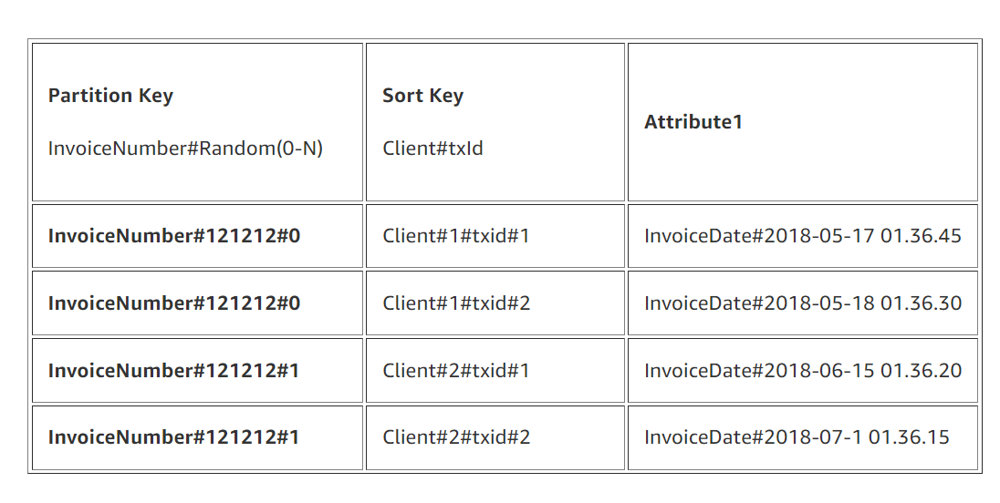 Partition Key
InvoiceNumber#Random(0-N)
Sort Key
Client#txId
Attribute1
InvoiceNumber#121212#0 Client#1#txid#1 InvoiceDate#2018-05-17 01.36.45
InvoiceNumber#121212#0 Client#1#txid#2 InvoiceDate#2018-05-18 01.36.30
InvoiceNumber#121212#1 Client#2#txid#1 InvoiceDate#2018-06-15 01.36.20
InvoiceNumber#121212#1 Client#2#txid#2 InvoiceDate#2018-07-1 01.36.15